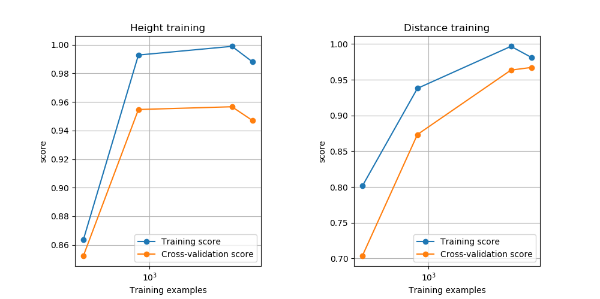 Height training
1.00
0.98
0.96
0.94
0.92
0.90
0.88
0.86
score
10³
Training examples
Training score
Cross-validation score
Distance training
1.00
0.95
0.90
0.85
0.80
0.75
0.70
score
10³
Training examples
Training score
Cross-validation score